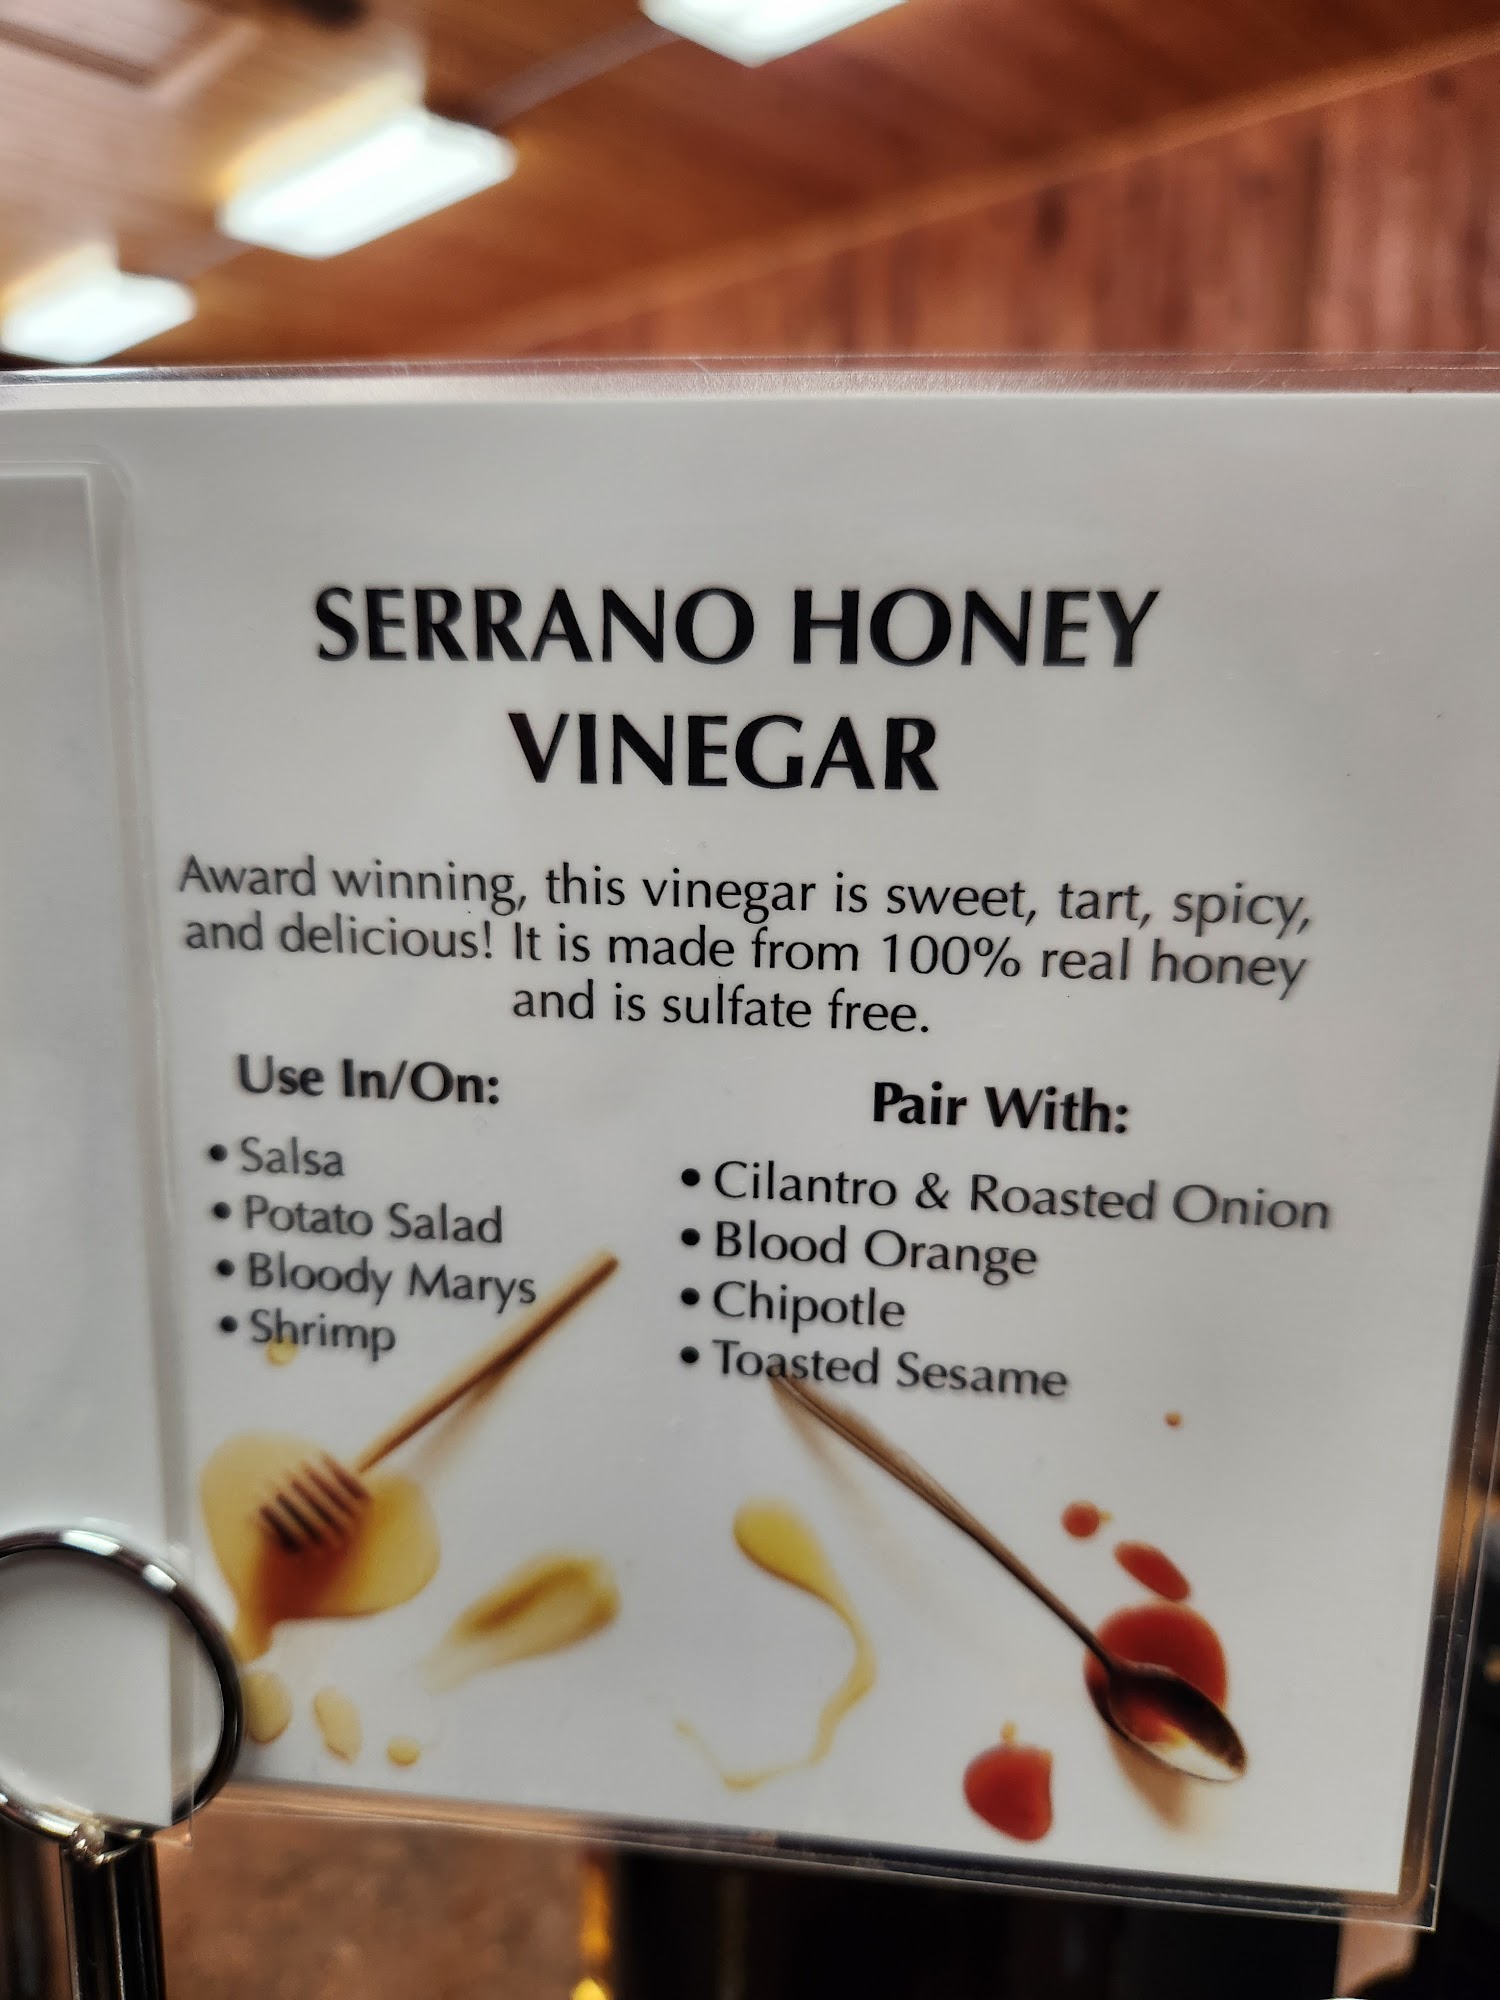 SERRANO HONEY
VINEGAR
Award winning, this vinegar is sweet, tart, spicy,
and delicious! It is made from 100% real honey
and is sulfate free.
Use In/On:
• Salsa
• Potato Salad
• Bloody Marys
• Shrimp
Pair With:
• Cilantro & Roasted Onion
• Blood Orange
• Chipotle
• Toasted Sesame